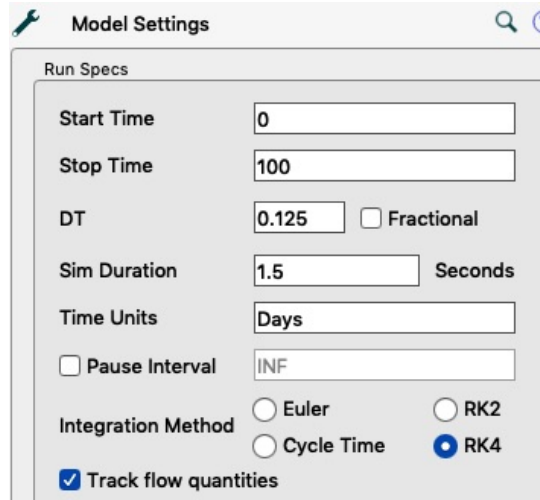 Model Settings
Run Specs
Start Time 0
Stop Time 100
DT 0.125 Fractional
Sim Duration 1.5 Seconds
Time Units Days
Pause Interval INF
Euler RK2
Integration Method
Cycle Time RK4
Track flow quantities